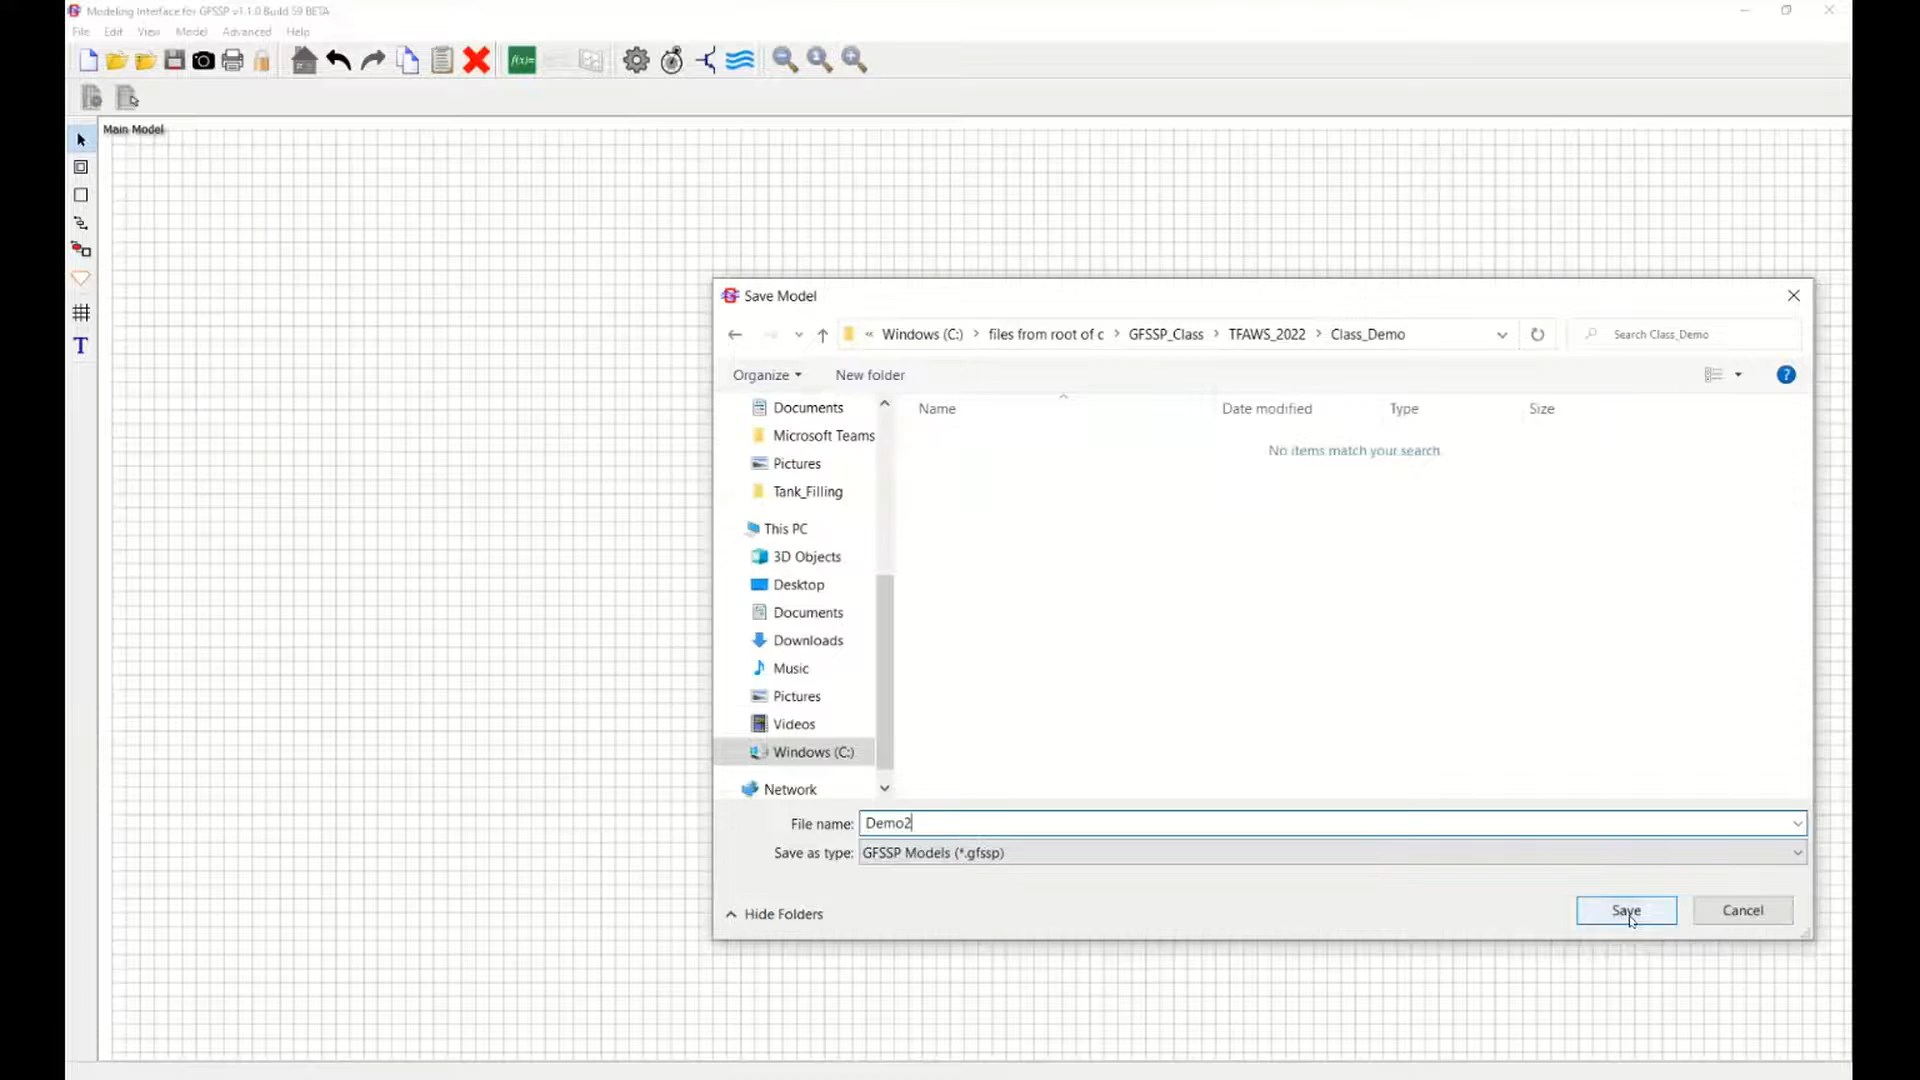 Modeling Interface for GFSSP v1.1.0 Build 59 BETA
File Edit View Model Advanced Help
f(x)=
Main Model
T
Save Model
« Windows (C:) > files from root of c > GFSSP_Class > TFAWS_2022 > Class_Demo
Search Class_Demo
Organize New folder
Name Date modified Type Size
No items match your search.
Documents
Microsoft Teams
Pictures
Tank_Filling
This PC
3D Objects
Desktop
Documents
Downloads
Music
Pictures
Videos
Windows (C:)
Network
File name: Demo2
Save as type: GFSSP Models (*.gfssp)
Hide Folders
Save Cancel